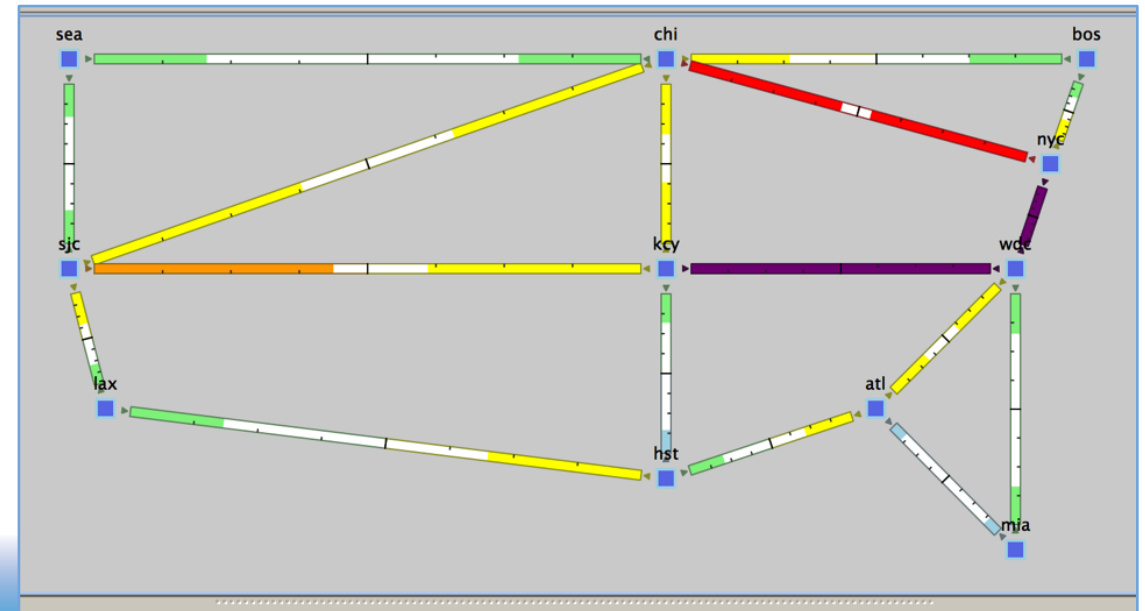 sea
chi
bos
nyc
sjc
kcy
wdc
lax
atl
hst
mia